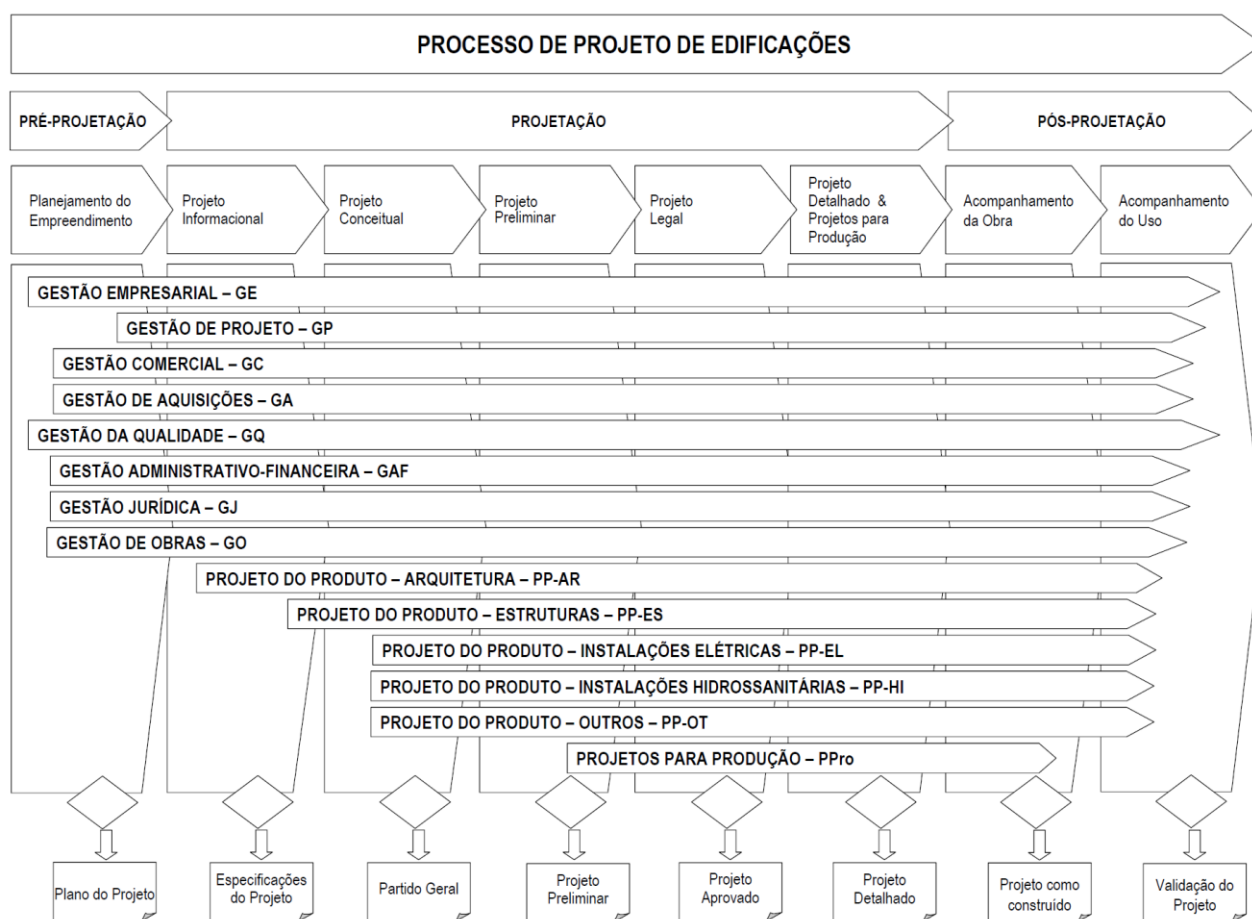 PROCESSO DE PROJETO DE EDIFICAÇÕES
PRÉ-PROJETAÇÃO
PROJETAÇÃO
PÓS-PROJETAÇÃO
Planejamento do
Empreendimento
Projeto
Informacional
Projeto
Conceitual
Projeto
Preliminar
Projeto
Legal
Projeto
Detalhado &
Projetos para
Produção
Acompanhamento
da Obra
Acompanhamento
do Uso
GESTÃO EMPRESARIAL – GE
GESTÃO DE PROJETO – GP
GESTÃO COMERCIAL – GC
GESTÃO DE AQUISIÇÕES – GA
GESTÃO DA QUALIDADE – GQ
GESTÃO ADMINISTRATIVO-FINANCEIRA – GAF
GESTÃO JURÍDICA – GJ
GESTÃO DE OBRAS – GO
PROJETO DO PRODUTO – ARQUITETURA – PP-AR
PROJETO DO PRODUTO – ESTRUTURAS – PP-ES
PROJETO DO PRODUTO – INSTALAÇÕES ELÉTRICAS – PP-EL
PROJETO DO PRODUTO – INSTALAÇÕES HIDROSSANITÁRIAS – PP-HI
PROJETO DO PRODUTO – OUTROS – PP-OT
PROJETOS PARA PRODUÇÃO – PPro
Plano do Projeto
Especificações
do Projeto
Partido Geral
Projeto
Preliminar
Projeto
Aprovado
Projeto
Detalhado
Projeto como
construído
Validação do
Projeto